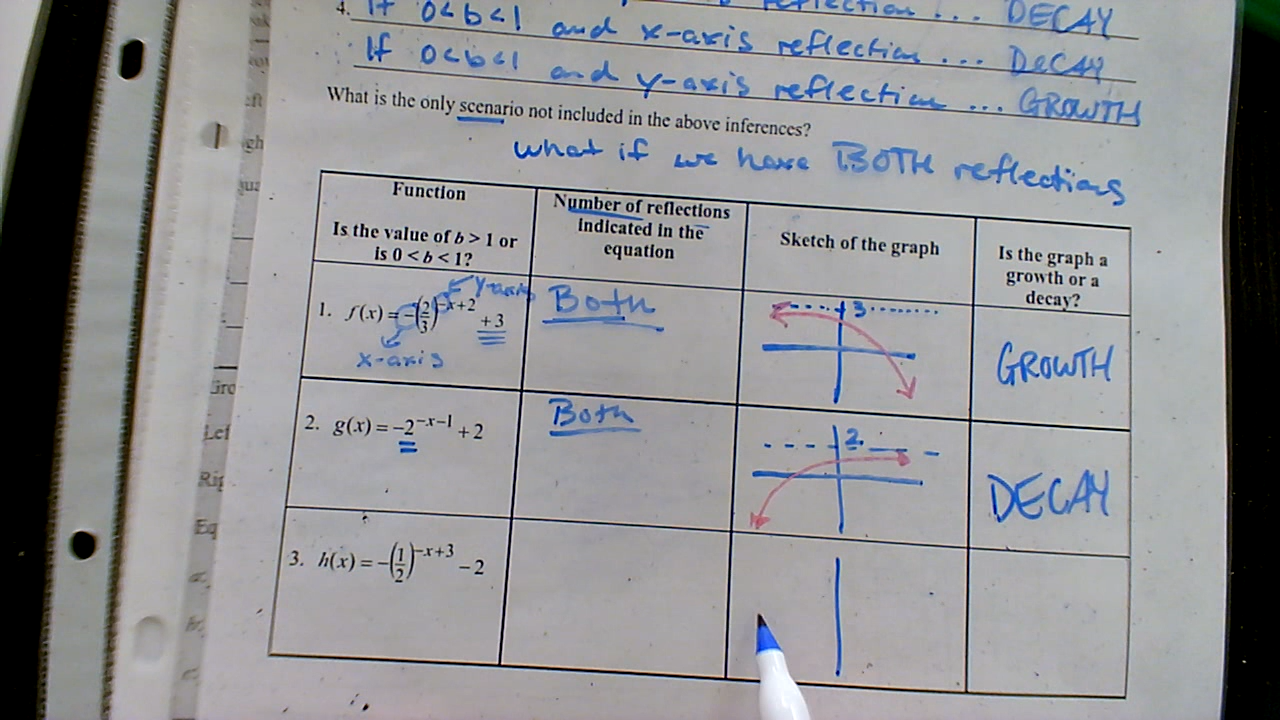 reflection ... DECAY
4. If 0<b<1 and x-axis reflection ... DECAY
If 0<b<1 and y-axis reflection ... GROWTH
What is the only scenario not included in the above inferences?
what if we have BOTH reflections
Function
Is the value of b > 1 or
is 0 < b < 1?
Number of reflections
indicated in the
equation
Sketch of the graph
Is the graph a
growth or a
decay?
y-axis
1. f(x) = -(2/3)^(-x+2) + 3
x-axis
Both
3
GROWTH
2. g(x) = -2^(-x-1) + 2
Both
2
DECAY
3. h(x) = -(1/2)^(-x+3) - 2